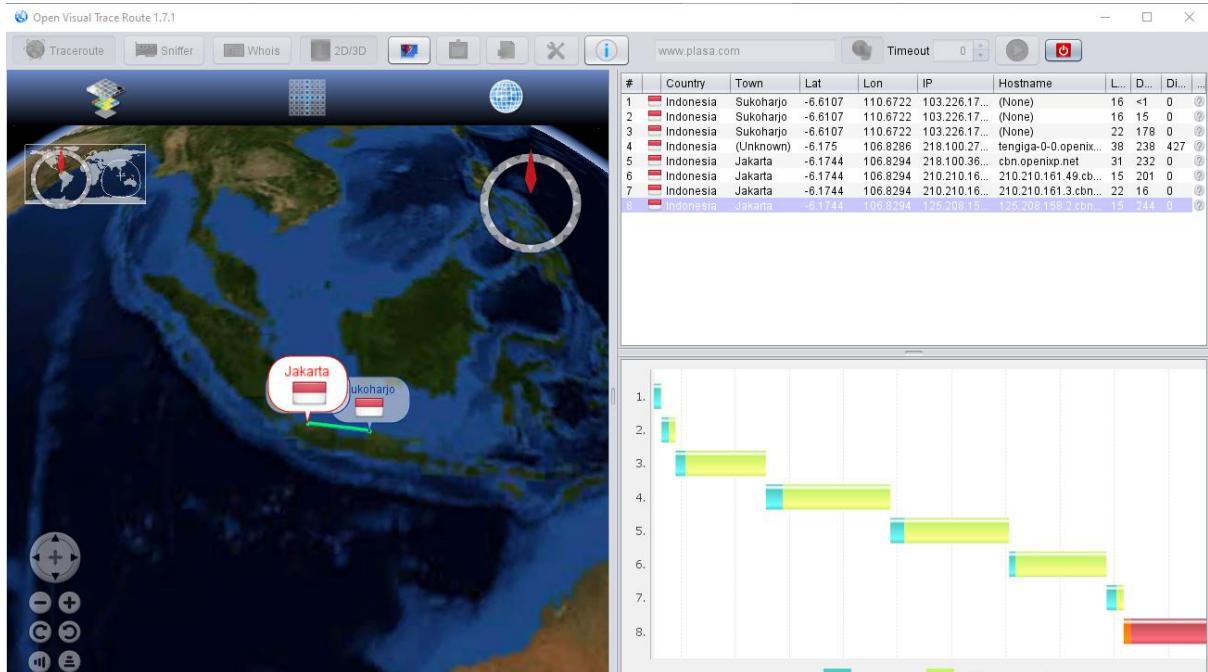 Open Visual Trace Route 1.7.1
Traceroute Sniffer Whois 2D/3D www.plasa.com Timeout 0
# Country Town Lat Lon IP Hostname L... D... Di... ...
1 Indonesia Sukoharjo -6.6107 110.6722 103.226.17... (None) 16 <1 0
2 Indonesia Sukoharjo -6.6107 110.6722 103.226.17... (None) 16 15 0
3 Indonesia Sukoharjo -6.6107 110.6722 103.226.17... (None) 22 178 0
4 Indonesia (Unknown) -6.175 106.8286 218.100.27... tengiga-0-0.openix... 38 238 427
5 Indonesia Jakarta -6.1744 106.8294 218.100.36... cbn.openixp.net 31 232 0
6 Indonesia Jakarta -6.1744 106.8294 210.210.16... 210.210.161.49.cb... 15 201 0
7 Indonesia Jakarta -6.1744 106.8294 210.210.16... 210.210.161.3.cbn... 22 16 0
8 Indonesia Jakarta -6.1744 106.8294 125.208.15... 125.208.158.2.cbn... 15 244 0
Jakarta
ukoharjo
1.
2.
3.
4.
5.
6.
7.
8.